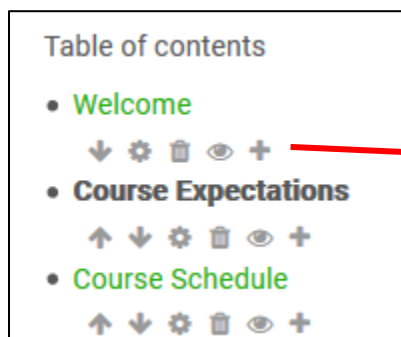 Table of contents
Welcome
Course Expectations
Course Schedule